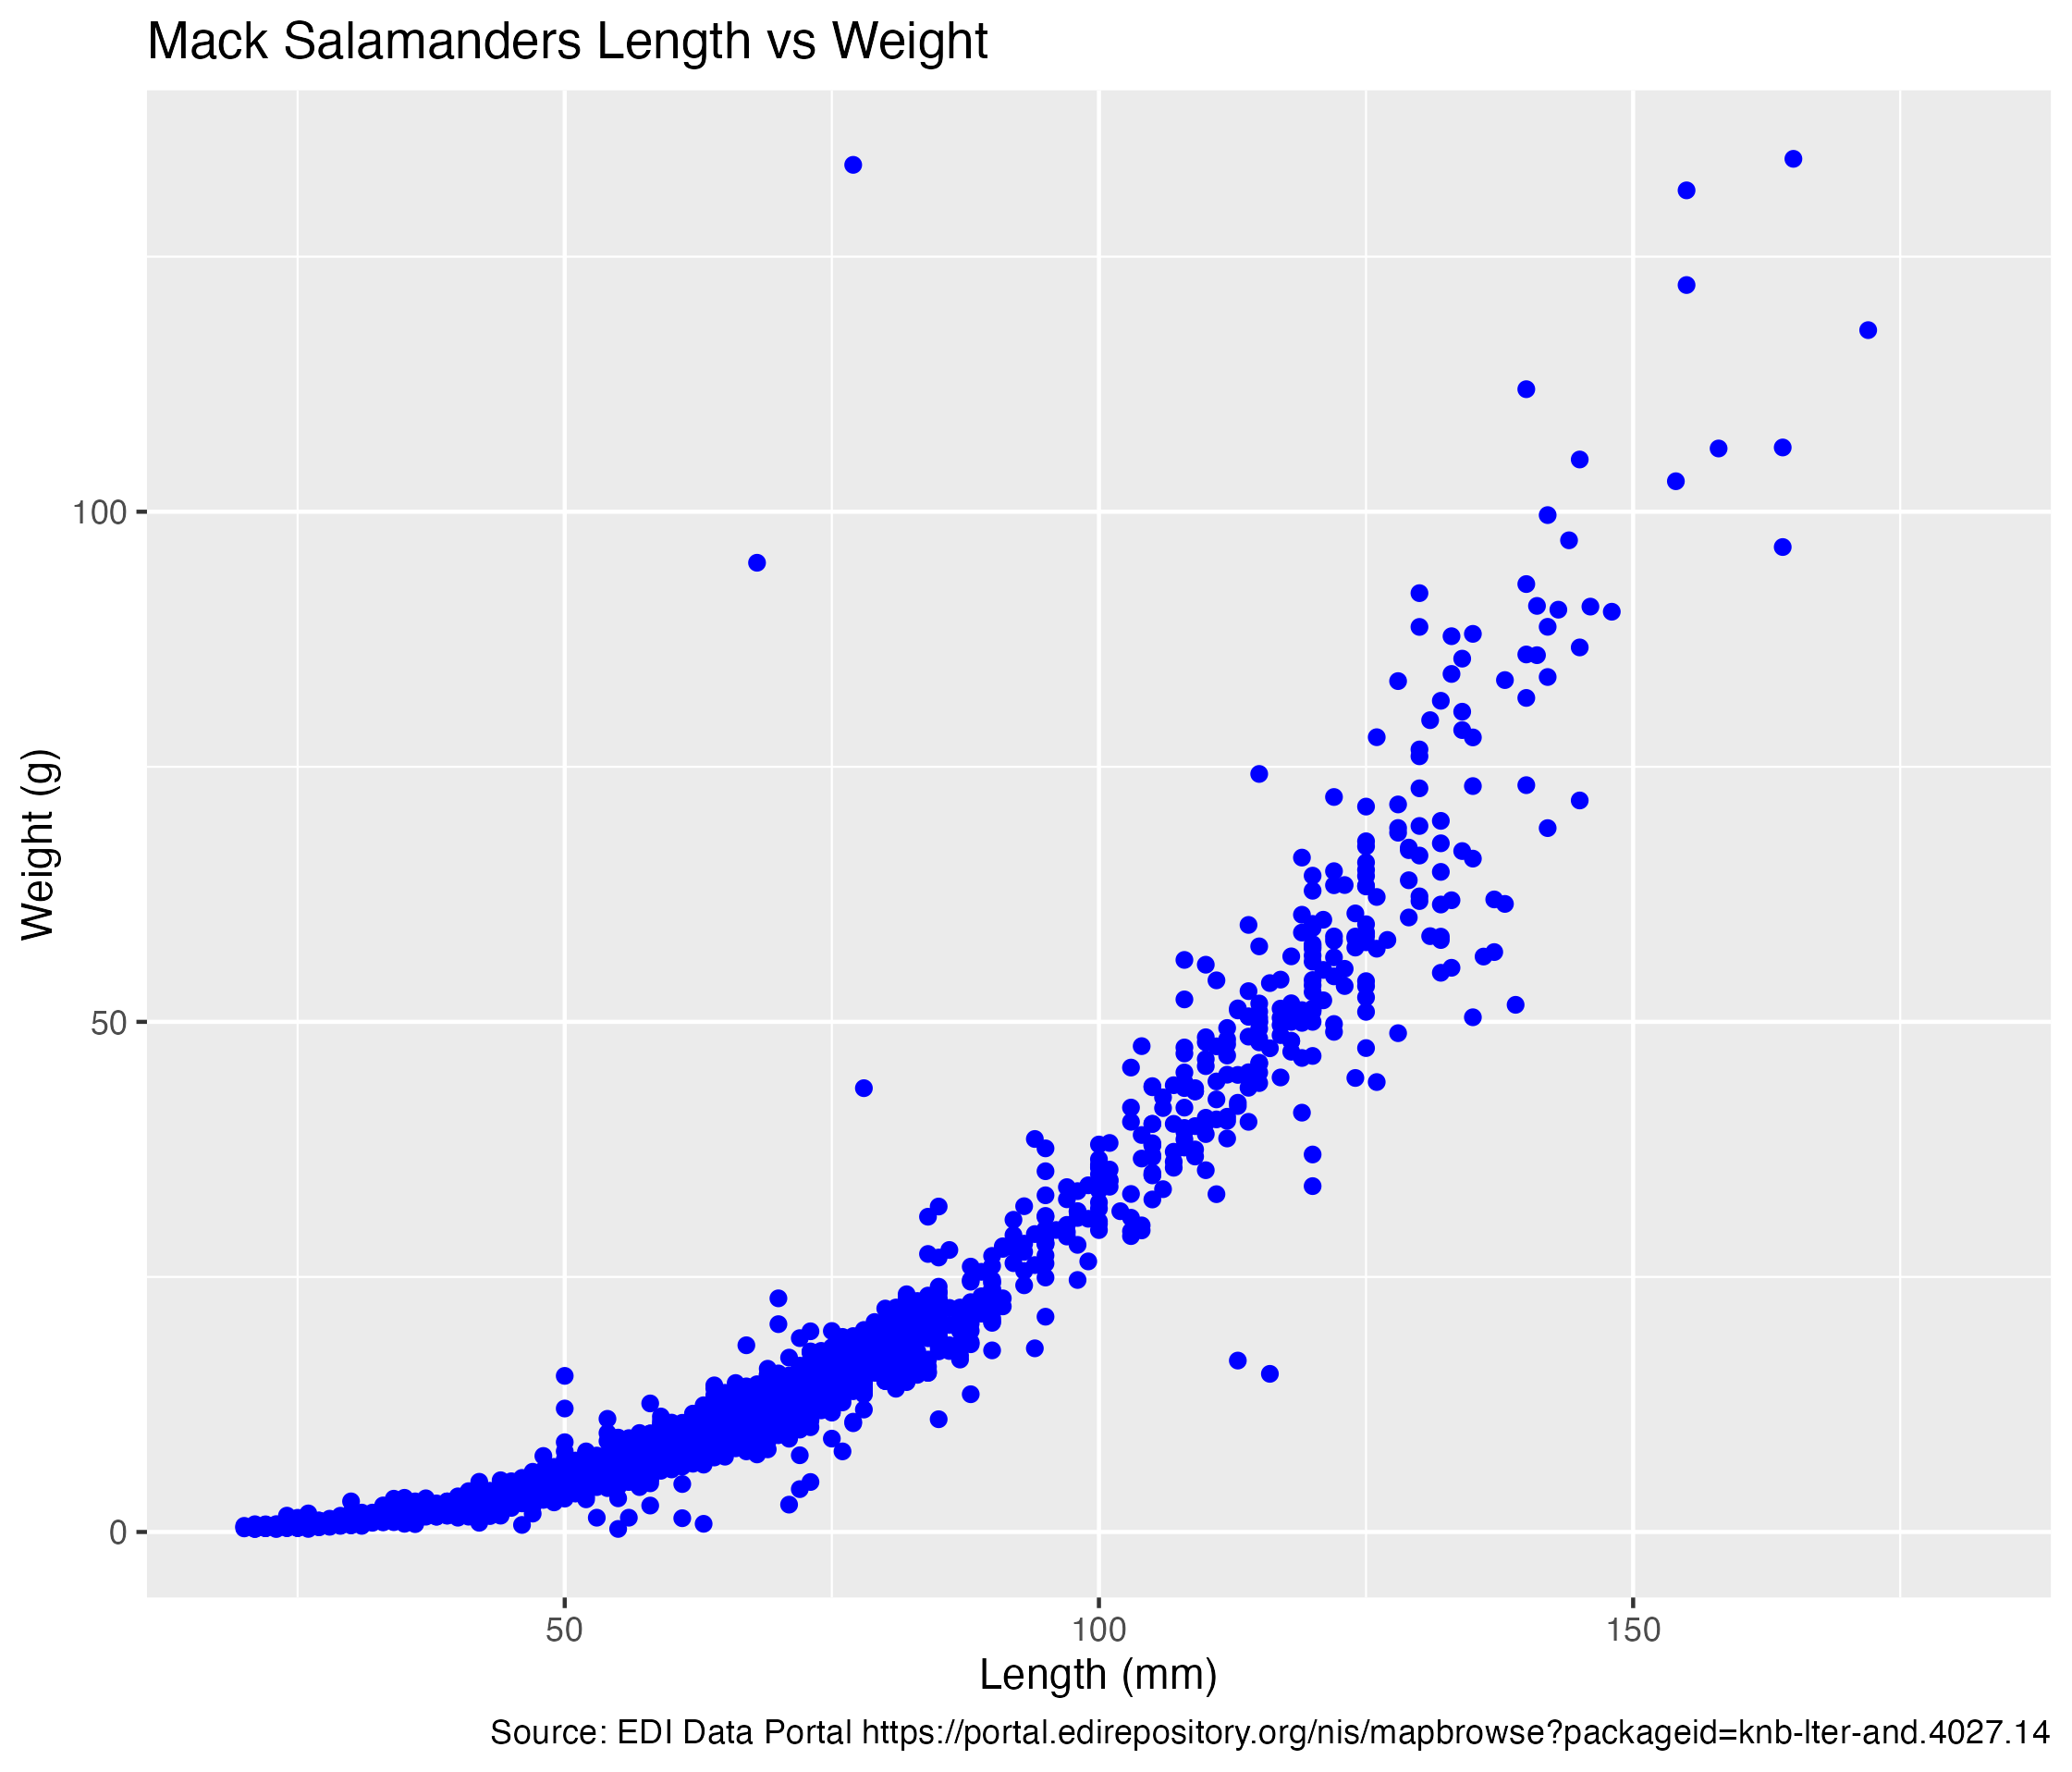 Mack Salamanders Length vs Weight
Weight (g)
100
50
0
50 100 150
Length (mm)
Source: EDI Data Portal https://portal.edirepository.org/nis/mapbrowse?packageid=knb-lter-and.4027.14